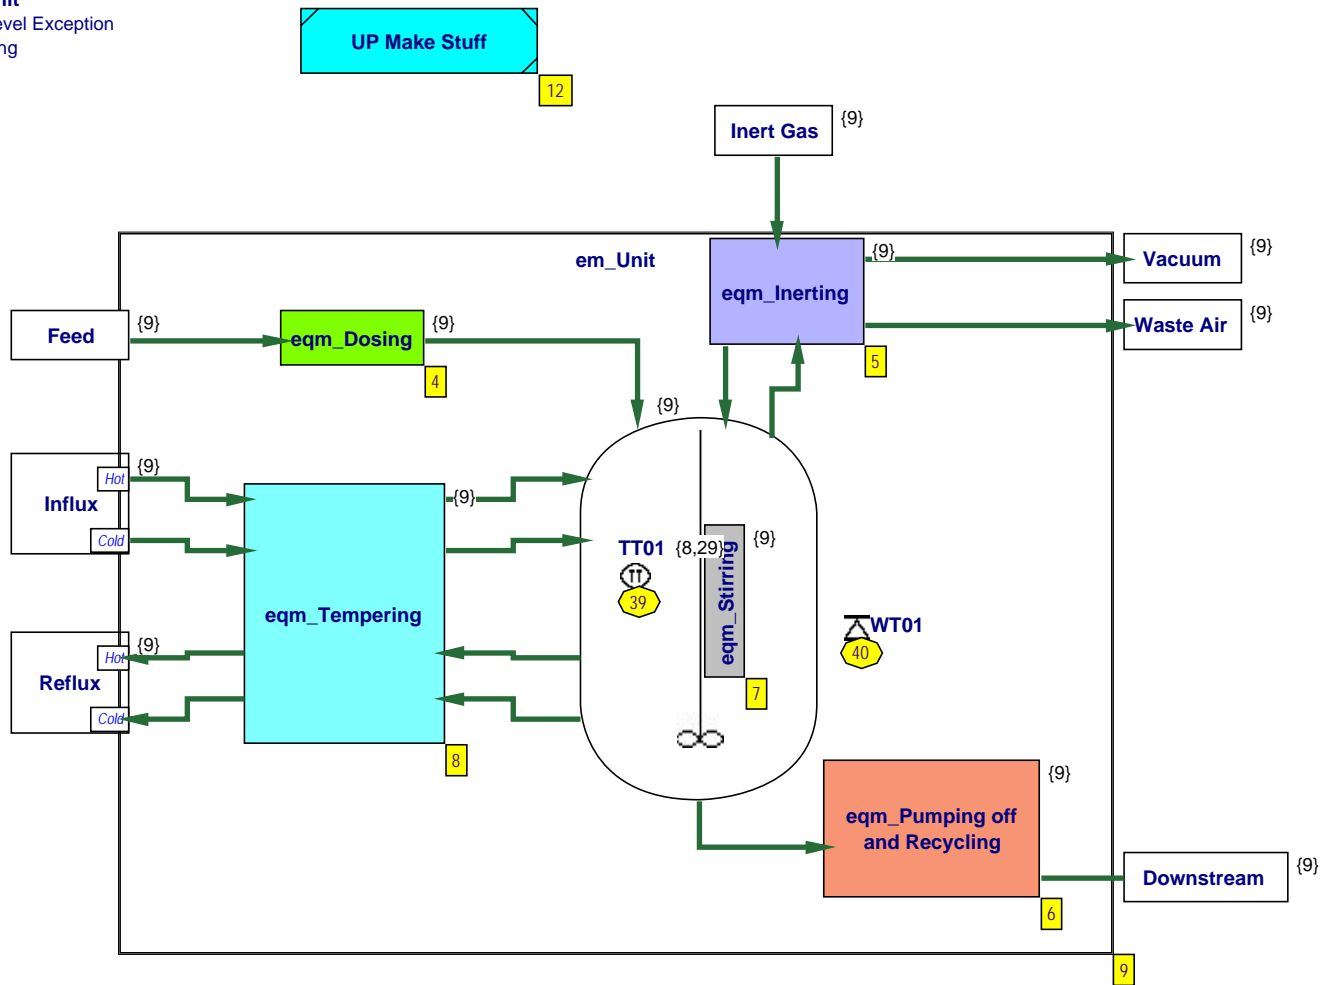 evel Exception
UP Make Stuff
12
Inert Gas
{9}
em_Unit
eqm_Inerting
{9}
Vacuum
{9}
Waste Air
{9}
5
Feed
{9}
eqm_Dosing
{9}
4
{9}
Influx
Hot
{9}
Cold
eqm_Tempering
{9}
8
Reflux
Hot
{9}
Cold
TT01
{8,29}
TT
39
eqm_Stirring
{9}
7
WT01
40
eqm_Pumping off
and Recycling
{9}
6
Downstream
{9}
9